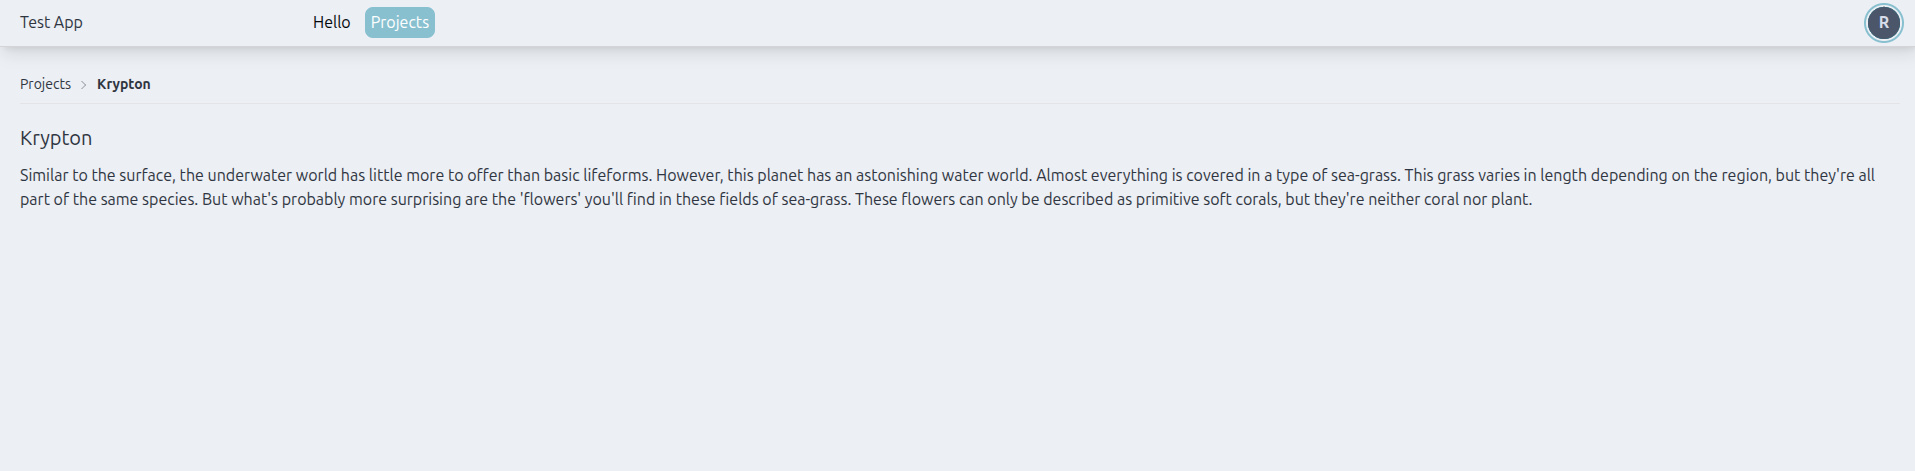 Test App Hello Projects R
Projects > Krypton
Krypton
Similar to the surface, the underwater world has little more to offer than basic lifeforms. However, this planet has an astonishing water world. Almost everything is covered in a type of sea-grass. This grass varies in length depending on the region, but they're all
part of the same species. But what's probably more surprising are the 'flowers' you'll find in these fields of sea-grass. These flowers can only be described as primitive soft corals, but they're neither coral nor plant.